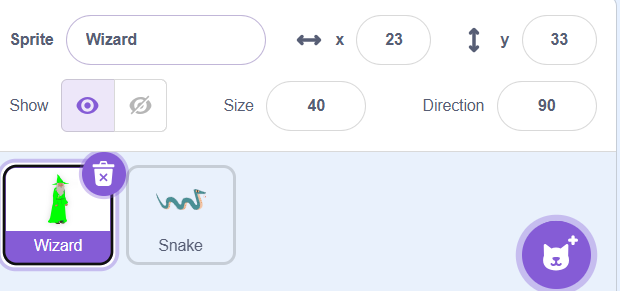 Sprite Wizard x 23 y 33
Show Size 40 Direction 90
Wizard Snake